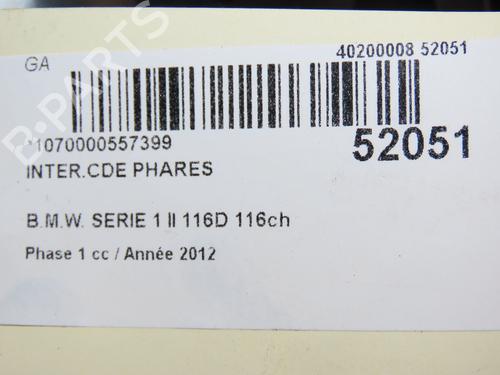 GA
40200008 52051
*1070000557399
52051
INTER.CDE PHARES
B.M.W. SERIE 1 II 116D 116ch
Phase 1 cc / Année 2012
B-PARTS